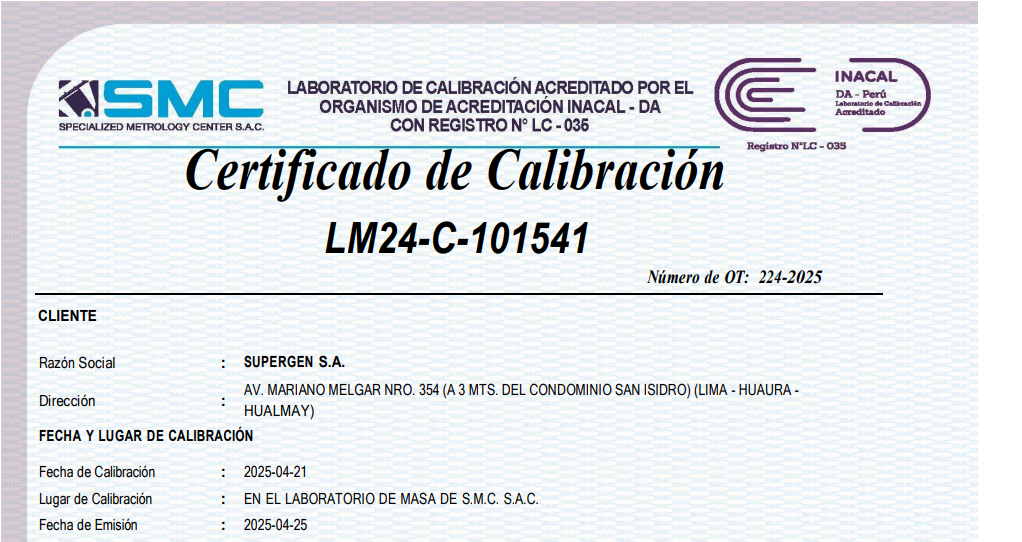 SMC
SPECIALIZED METROLOGY CENTER S.A.C.
LABORATORIO DE CALIBRACIÓN ACREDITADO POR EL
ORGANISMO DE ACREDITACIÓN INACAL - DA
CON REGISTRO N° LC - 035
INACAL
DA - Perú
Laboratorio de Calibración
Acreditado
Registro N°LC - 035
Certificado de Calibración
LM24-C-101541
Número de OT: 224-2025
CLIENTE
Razón Social : SUPERGEN S.A.
Dirección : AV. MARIANO MELGAR NRO. 354 (A 3 MTS. DEL CONDOMINIO SAN ISIDRO) (LIMA - HUAURA -
HUALMAY)
FECHA Y LUGAR DE CALIBRACIÓN
Fecha de Calibración : 2025-04-21
Lugar de Calibración : EN EL LABORATORIO DE MASA DE S.M.C. S.A.C.
Fecha de Emisión : 2025-04-25